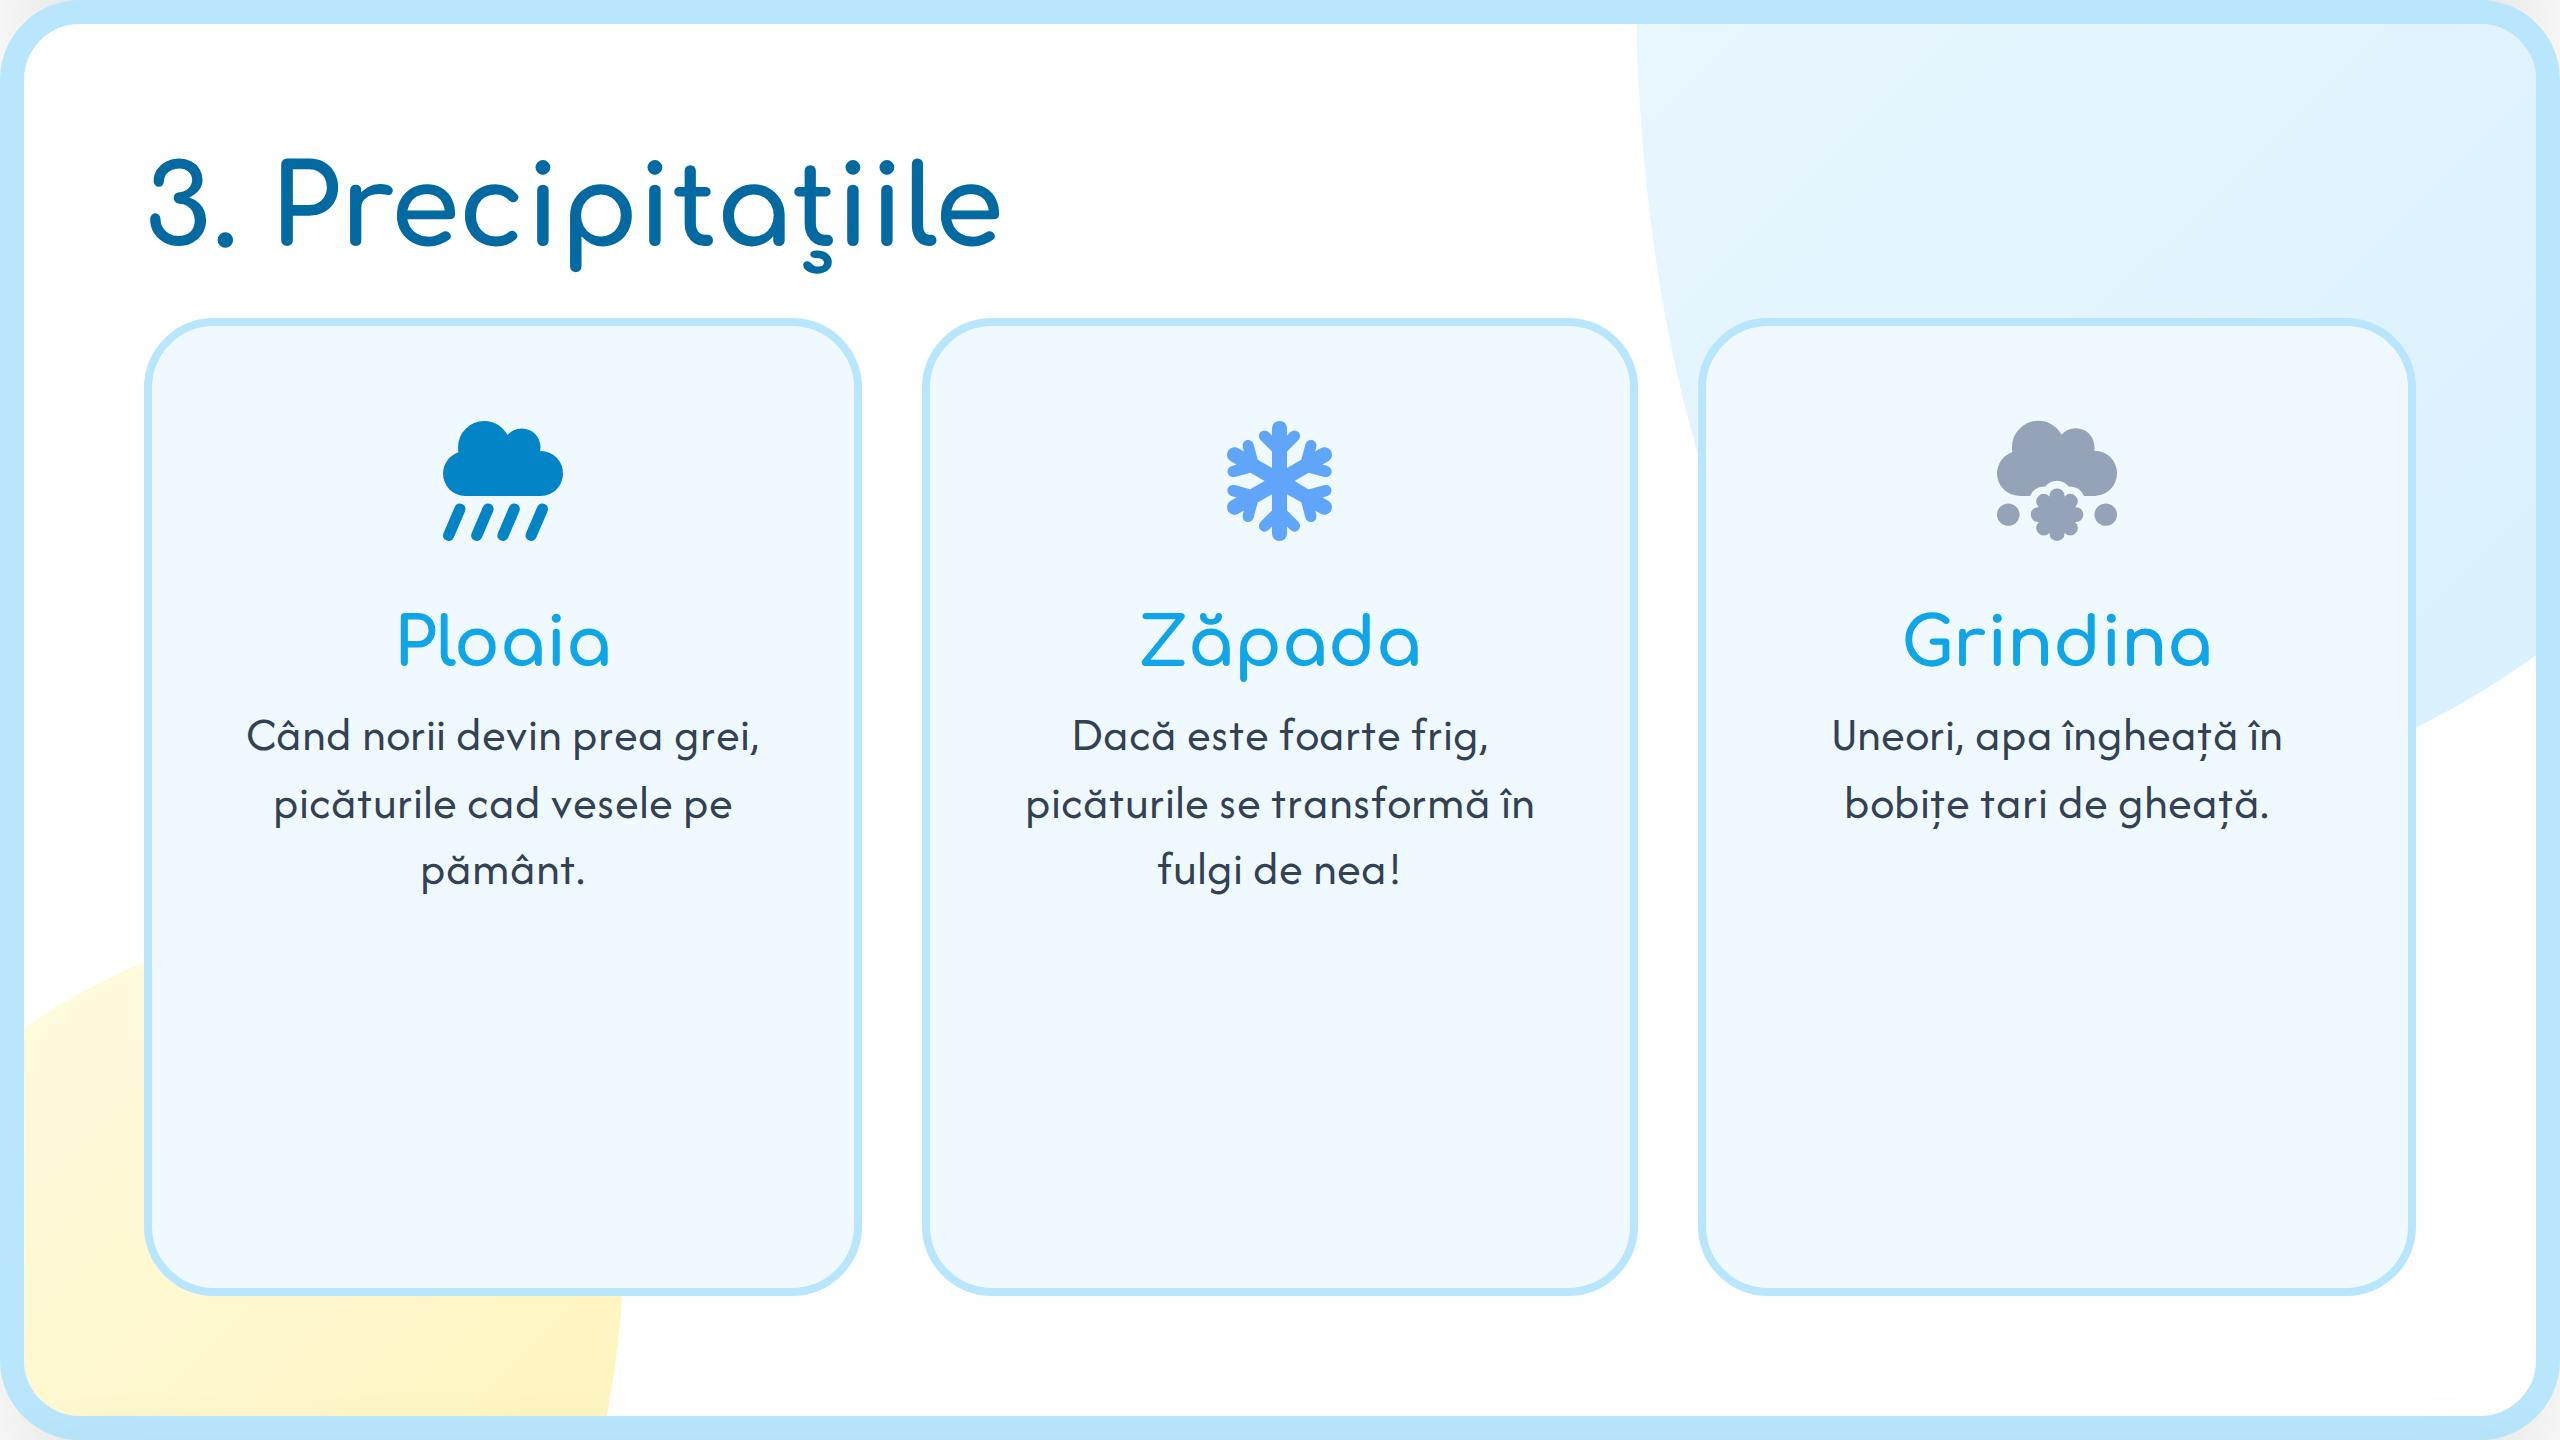 3. Precipitaţiile
Ploaia
Când norii devin prea grei,
picăturile cad vesele pe
pământ.
Zăpada
Dacă este foarte frig,
picăturile se transformă în
fulgi de nea!
Grindina
Uneori, apa îngheață în
bobițe tari de gheață.